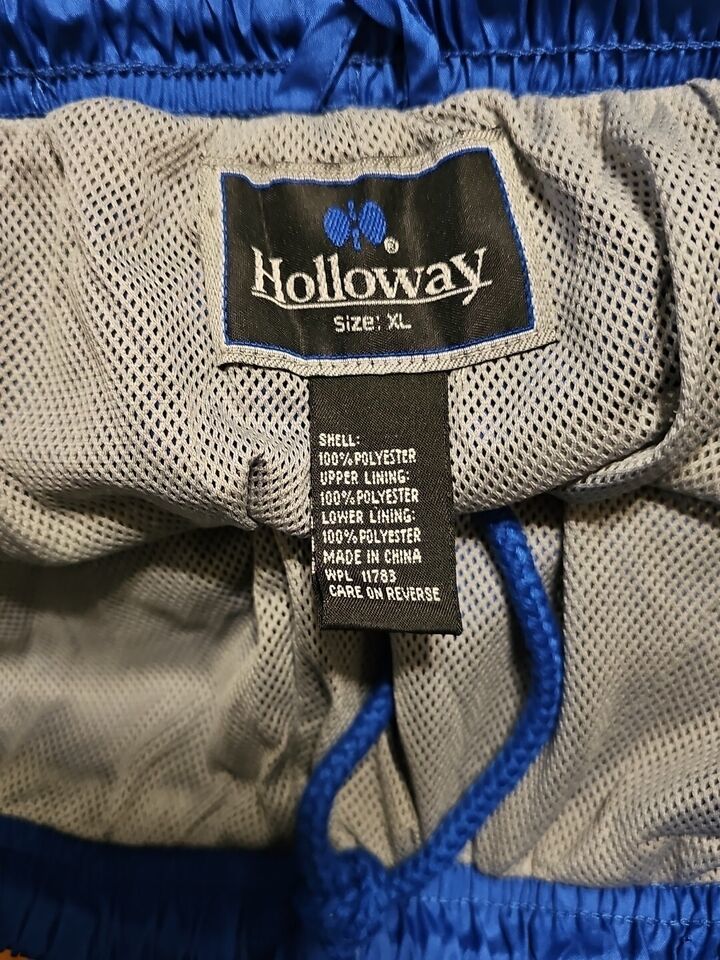 Holloway®
Size: XL
SHELL:
100% POLYESTER
UPPER LINING:
100% POLYESTER
LOWER LINING:
100% POLYESTER
MADE IN CHINA
WPL 11783
CARE ON REVERSE